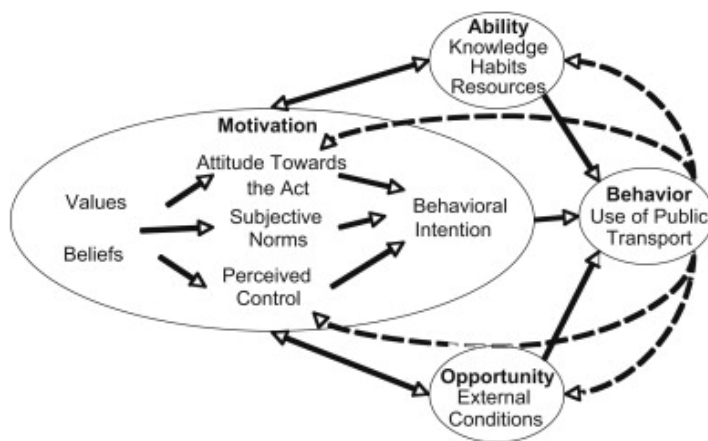 Ability
Knowledge
Habits
Resources
Motivation
Attitude Towards
the Act
Values
Subjective
Norms
Beliefs
Perceived
Control
Behavioral
Intention
Behavior
Use of Public
Transport
Opportunity
External
Conditions